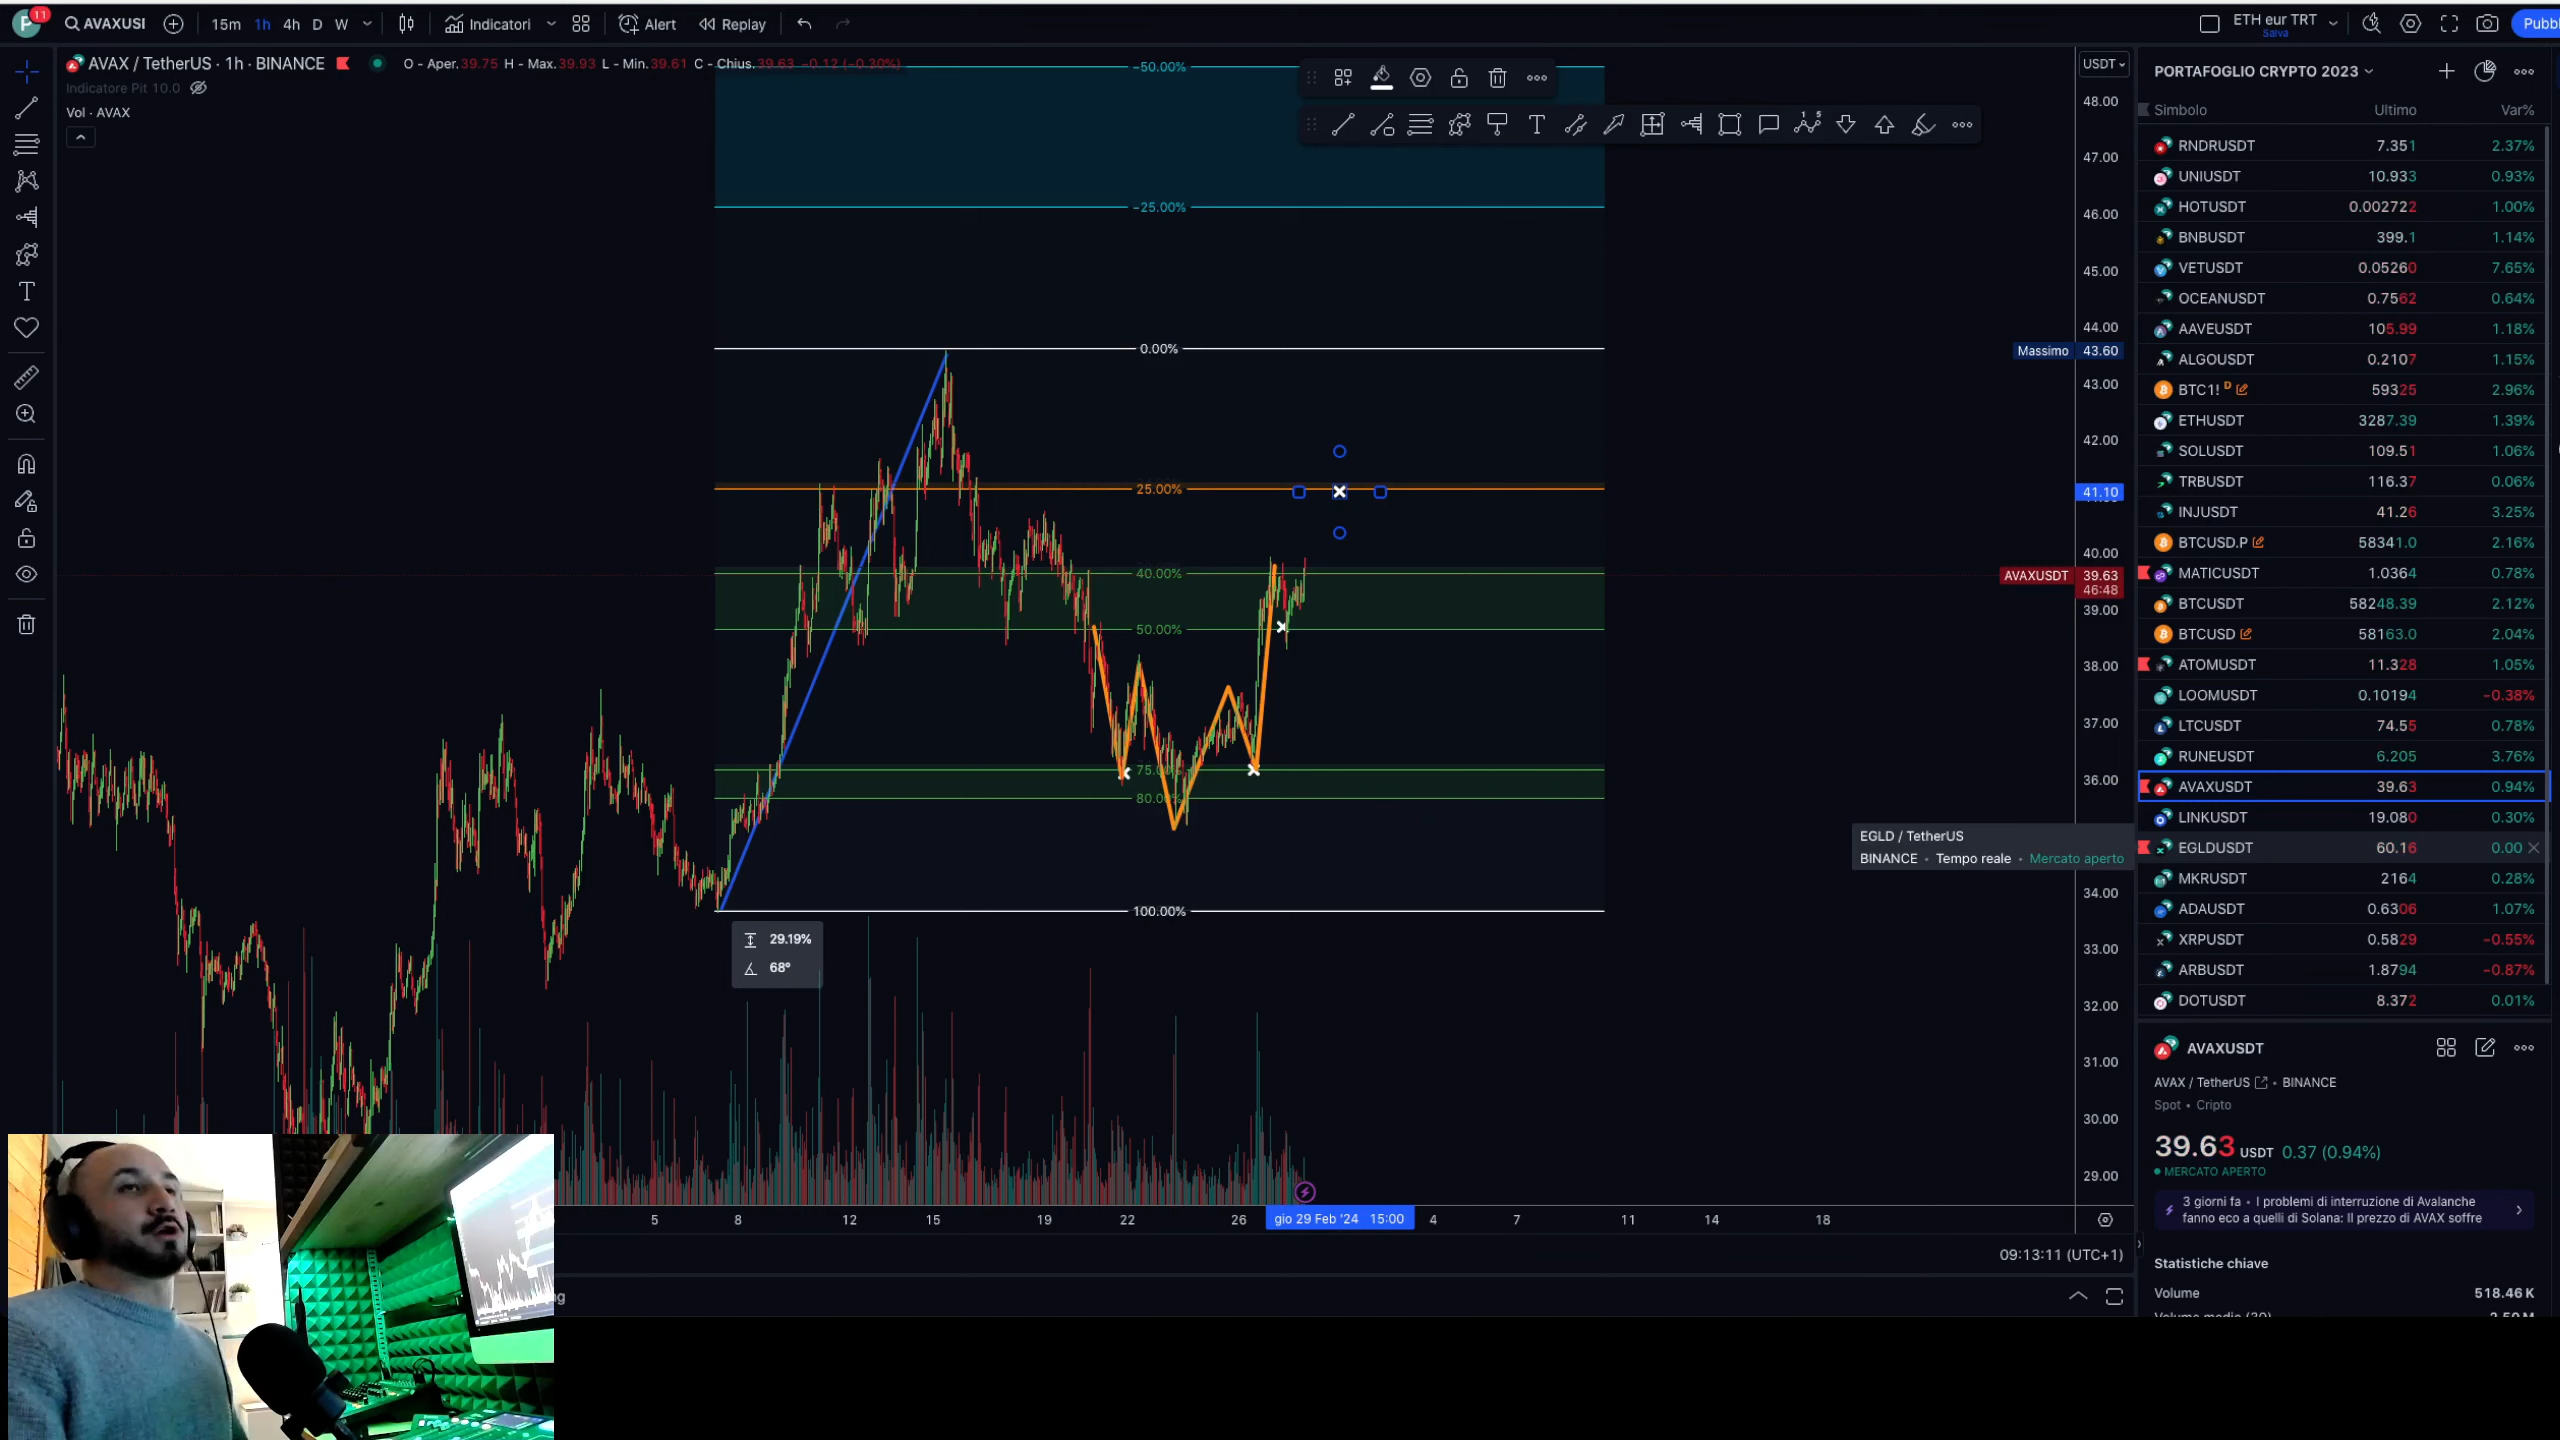 P 11 AVAXUSI 15m 1h 4h D W Indicatori Alert Replay ETH eur TRT Salva Pubbl
AVAX / TetherUS · 1h · BINANCE O - Aper.39.75 H - Max.39.93 L - Min.39.61 C - Chius.39.63 −0.12 (−0.30%)
Indicatore Pit 10.0
Vol · AVAX
T
−50.00%
−25.00%
0.00%
25.00%
40.00%
50.00%
75.00%
80.00%
100.00%
29.19%
68°
USDT
48.00
47.00
46.00
45.00
44.00
Massimo 43.60
43.00
42.00
41.10
40.00
AVAXUSDT 39.63
46:48
39.00
38.00
37.00
36.00
34.00
33.00
32.00
31.00
30.00
29.00
EGLD / TetherUS
BINANCE • Tempo reale • Mercato aperto
5 8 12 15 19 22 26 gio 29 Feb '24 15:00 4 7 11 14 18
09:13:11 (UTC+1)
PORTAFOGLIO CRYPTO 2023
Simbolo Ultimo Var%
RNDRUSDT 7.351 2.37%
UNIUSDT 10.933 0.93%
HOTUSDT 0.002722 1.00%
BNBUSDT 399.1 1.14%
VETUSDT 0.05260 7.65%
OCEANUSDT 0.7562 0.64%
AAVEUSDT 105.99 1.18%
ALGOUSDT 0.2107 1.15%
BTC1! D 59325 2.96%
ETHUSDT 3287.39 1.39%
SOLUSDT 109.51 1.06%
TRBUSDT 116.37 0.06%
INJUSDT 41.26 3.25%
BTCUSD.P 58341.0 2.16%
MATICUSDT 1.0364 0.78%
BTCUSDT 58248.39 2.12%
BTCUSD 58163.0 2.04%
ATOMUSDT 11.328 1.05%
LOOMUSDT 0.10194 −0.38%
LTCUSDT 74.55 0.78%
RUNEUSDT 6.205 3.76%
AVAXUSDT 39.63 0.94%
LINKUSDT 19.080 0.30%
EGLDUSDT 60.16 0.00
MKRUSDT 2164 0.28%
ADAUSDT 0.6306 1.07%
XRPUSDT 0.5829 −0.55%
ARBUSDT 1.8794 −0.87%
DOTUSDT 8.372 0.01%
AVAXUSDT
AVAX / TetherUS • BINANCE
Spot • Cripto
39.63 USDT 0.37 (0.94%)
MERCATO APERTO
3 giorni fa • I problemi di interruzione di Avalanche
fanno eco a quelli di Solana: Il prezzo di AVAX soffre
Statistiche chiave
Volume 518.46 K